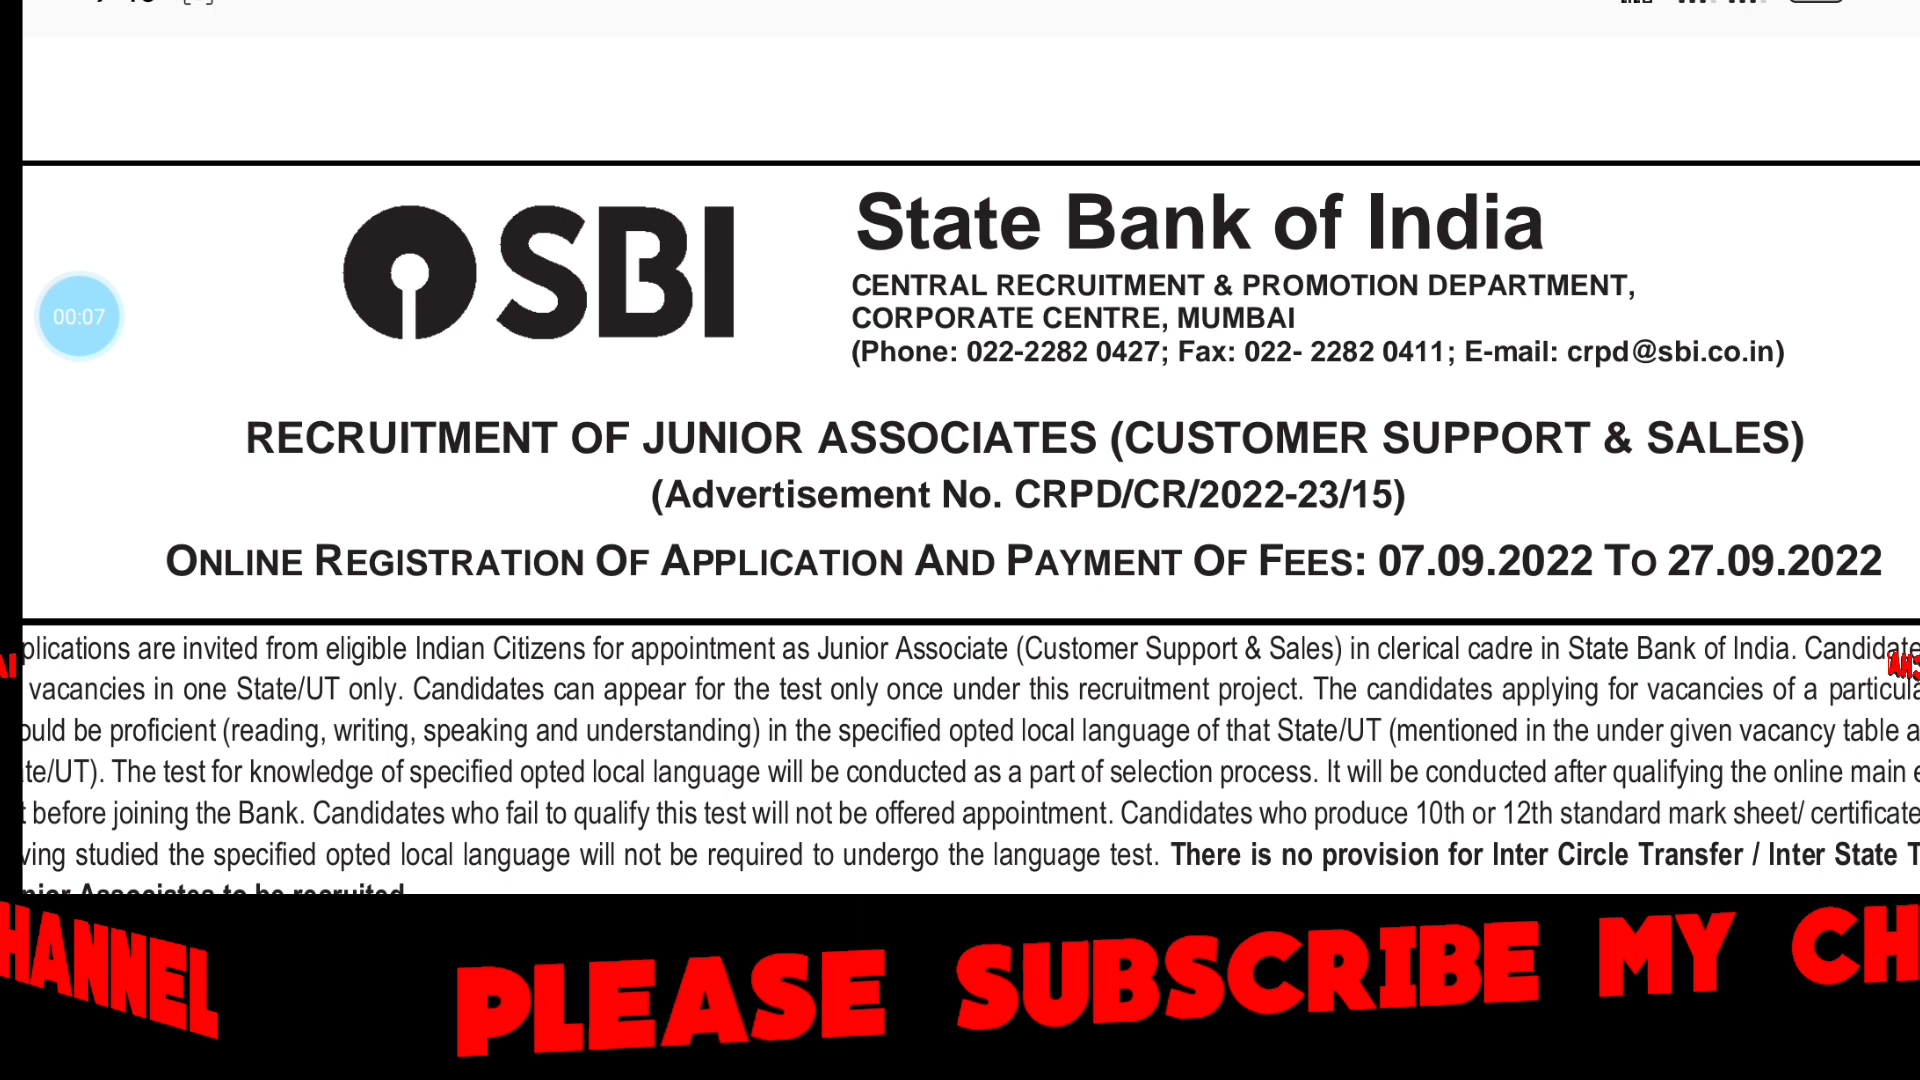 00:07
SBI
State Bank of India
CENTRAL RECRUITMENT & PROMOTION DEPARTMENT,
CORPORATE CENTRE, MUMBAI
(Phone: 022-2282 0427; Fax: 022- 2282 0411; E-mail: crpd@sbi.co.in)
RECRUITMENT OF JUNIOR ASSOCIATES (CUSTOMER SUPPORT & SALES)
(Advertisement No. CRPD/CR/2022-23/15)
ONLINE REGISTRATION OF APPLICATION AND PAYMENT OF FEES: 07.09.2022 TO 27.09.2022
plications are invited from eligible Indian Citizens for appointment as Junior Associate (Customer Support & Sales) in clerical cadre in State Bank of India. Candidate
vacancies in one State/UT only. Candidates can appear for the test only once under this recruitment project. The candidates applying for vacancies of a particula
ould be proficient (reading, writing, speaking and understanding) in the specified opted local language of that State/UT (mentioned in the under given vacancy table a
te/UT). The test for knowledge of specified opted local language will be conducted as a part of selection process. It will be conducted after qualifying the online main e
t before joining the Bank. Candidates who fail to qualify this test will not be offered appointment. Candidates who produce 10th or 12th standard mark sheet/ certificate
ving studied the specified opted local language will not be required to undergo the language test. There is no provision for Inter Circle Transfer / Inter State T
nior Associates to be recruited
HANNEL PLEASE SUBSCRIBE MY CH